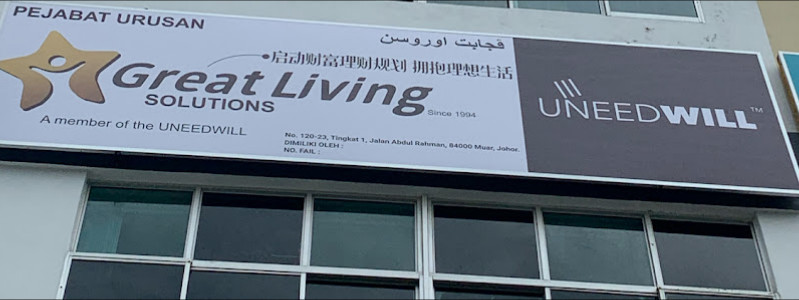 PEJABAT URUSAN
فجابت اوروسن
启动财富理财规划 拥抱理想生活
Great Living
SOLUTIONS
Since 1994
A member of the UNEEDWILL
No. 120-23, Tingkat 1, Jalan Abdul Rahman, 84000 Muar, Johor.
DIMILIKI OLEH :
NO. FAIL :
UNEEDWILL™